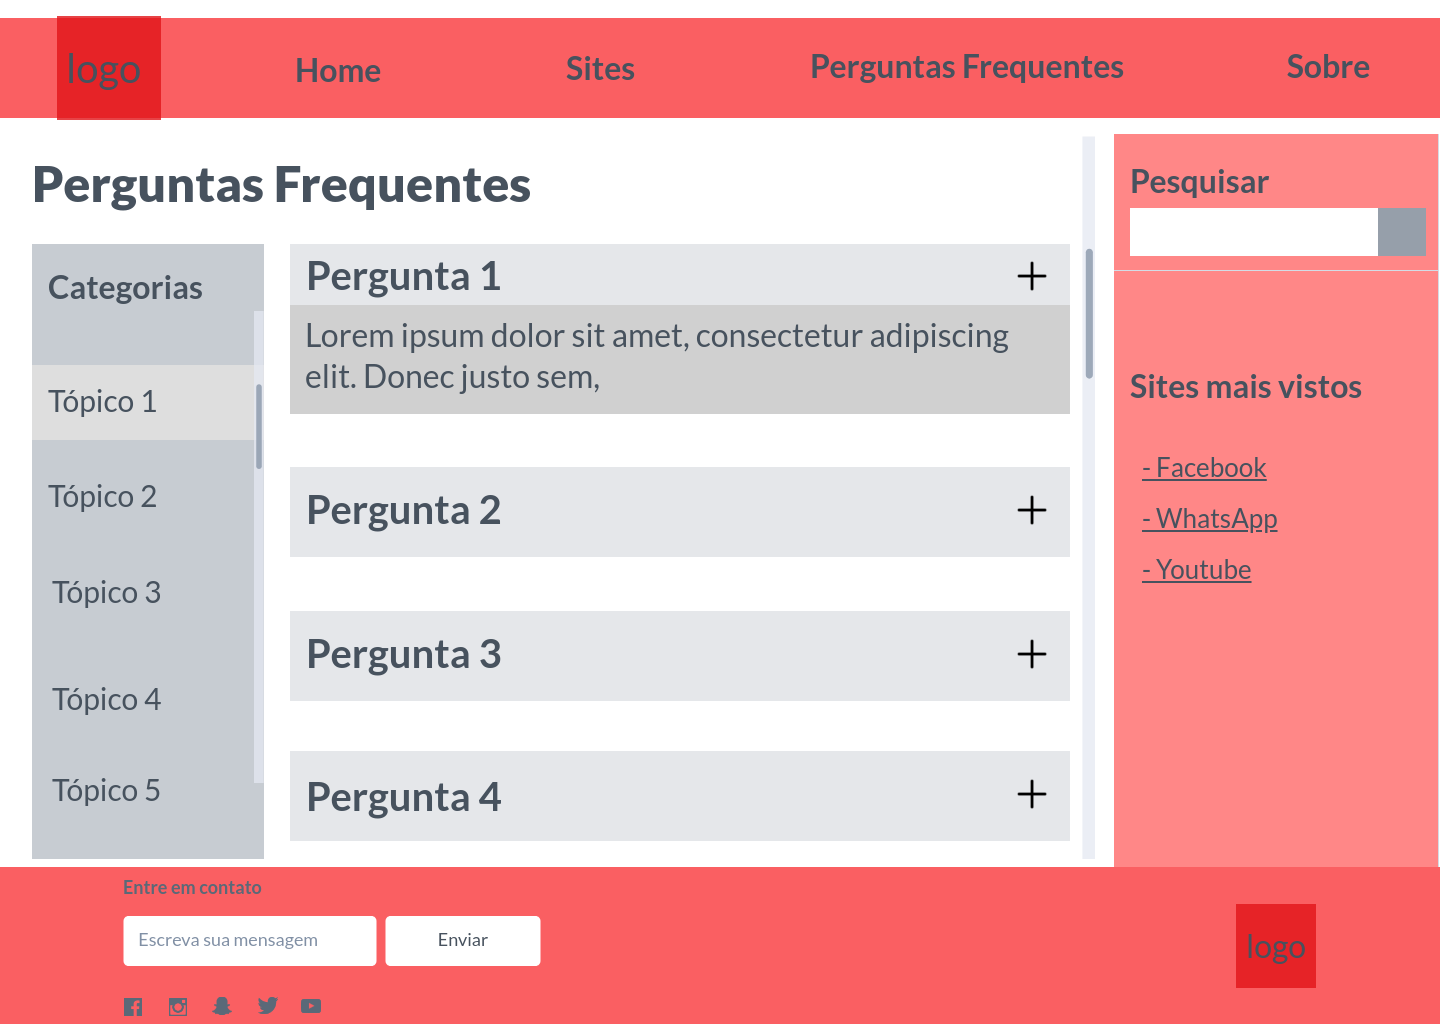 logo
Home
Sites
Perguntas Frequentes
Sobre
Perguntas Frequentes
Categorias
Tópico 1
Tópico 2
Tópico 3
Tópico 4
Tópico 5
Pergunta 1
Lorem ipsum dolor sit amet, consectetur adipiscing
elit. Donec justo sem,
Pergunta 2
Pergunta 3
Pergunta 4
Pesquisar
Sites mais vistos
- Facebook
- WhatsApp
- Youtube
Entre em contato
Escreva sua mensagem
Enviar
logo